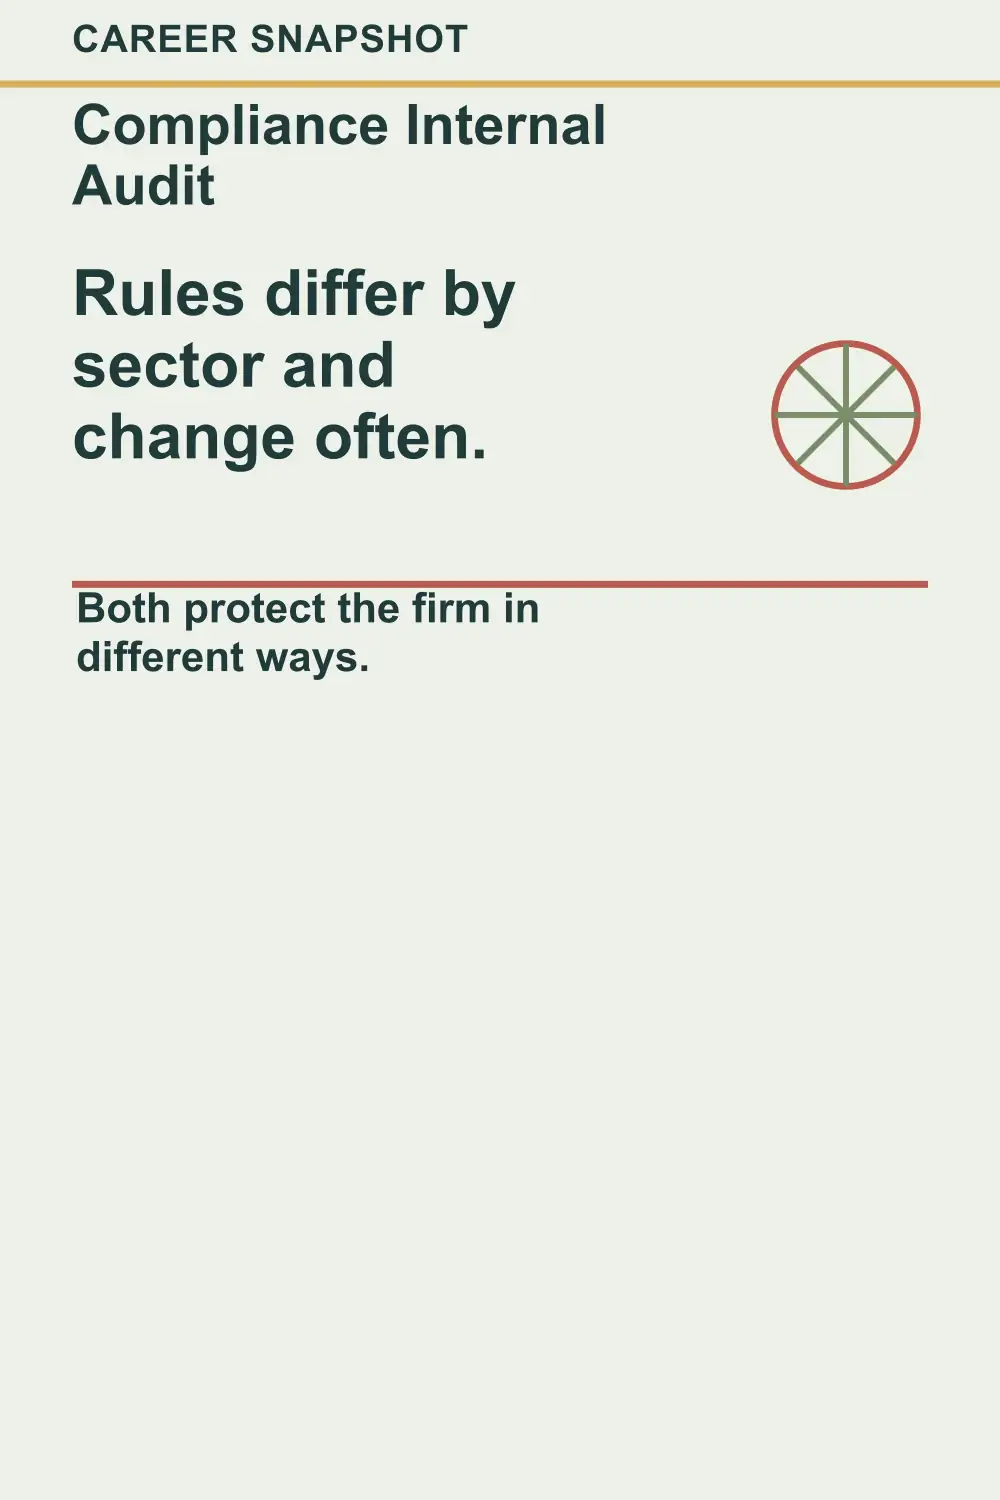 CAREER SNAPSHOT
Compliance Internal
Audit
Rules differ by
sector and
change often.
Both protect the firm in
different ways.